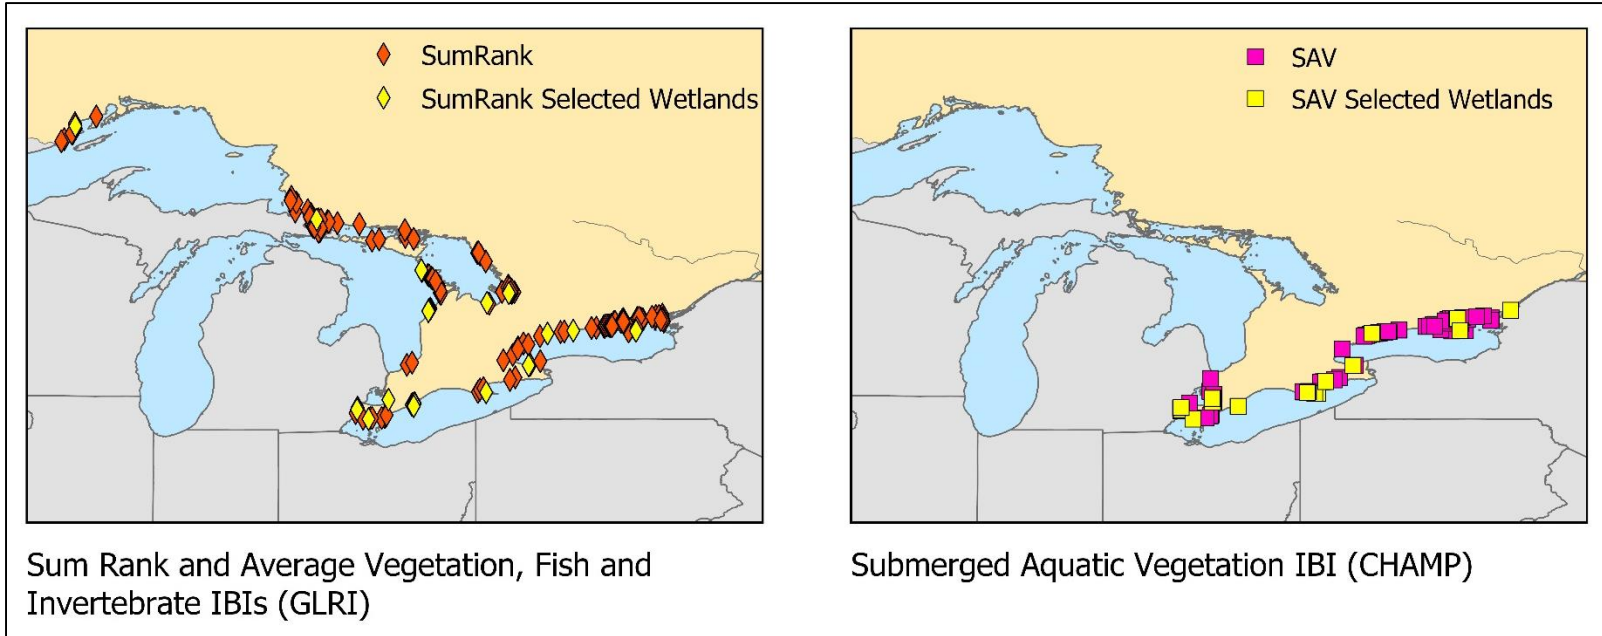 SumRank
SumRank Selected Wetlands
Sum Rank and Average Vegetation, Fish and
Invertebrate IBIs (GLRI)
SAV
SAV Selected Wetlands
Submerged Aquatic Vegetation IBI (CHAMP)